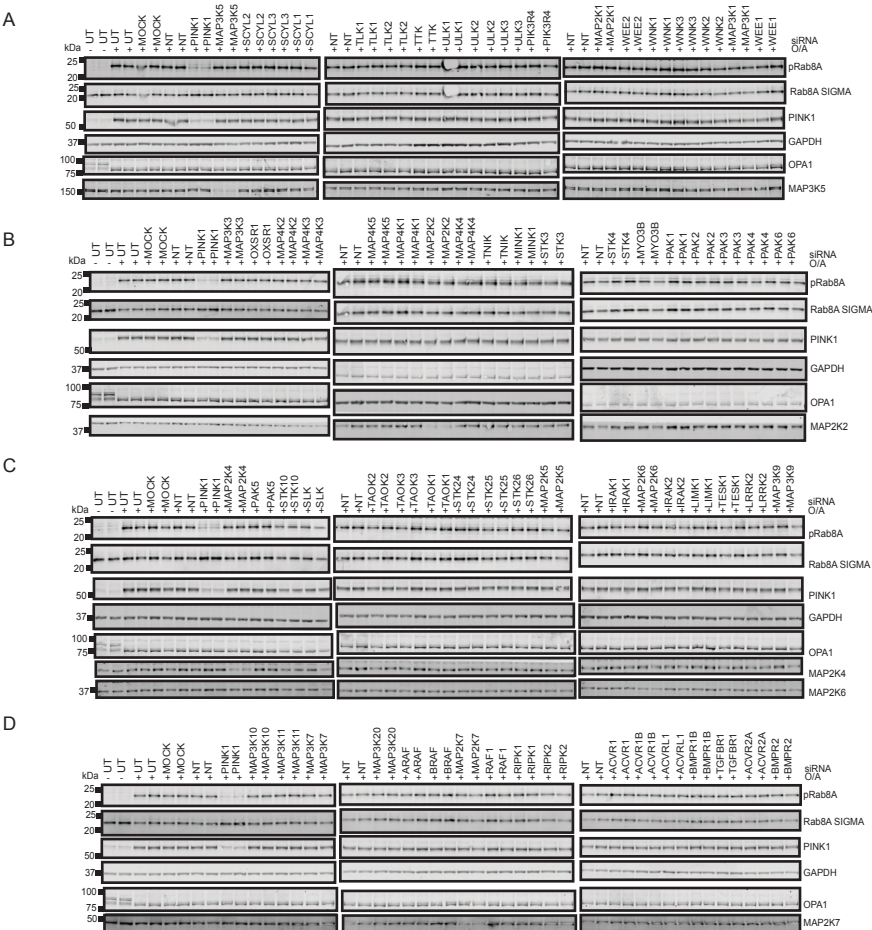 A
UT UT UT UT MOCK MOCK NT NT PINK1 PINK1 MAP3K5 MAP3K5 SCYL2 SCYL2 SCYL3 SCYL3 SCYL1 SCYL1 NT NT TLK1 TLK1 TLK2 TLK2 TTK TTK ULK1 ULK1 ULK2 ULK2 ULK3 ULK3 PIK3R4 PIK3R4 NT NT MAP2K1 MAP2K1 WEE2 WEE2 WNK1 WNK1 WNK3 WNK3 WNK2 WNK2 MAP3K1 MAP3K1 WEE1 WEE1 siRNA
kDa - - + + + + + + + + + + + + + + + + + + + + + + + + + + + + + + + + + + + + + + + + + + + + + + + + O/A
25 pRab8A
20
25 Rab8A SIGMA
20
50 PINK1
37 GAPDH
100 OPA1
75
150 MAP3K5
B
UT UT UT UT MOCK MOCK NT NT PINK1 PINK1 MAP3K3 MAP3K3 OXSR1 OXSR1 MAP4K2 MAP4K2 MAP4K3 MAP4K3 NT NT MAP4K5 MAP4K5 MAP4K1 MAP4K1 MAP2K2 MAP2K2 MAP4K4 MAP4K4 TNIK TNIK MINK1 MINK1 STK3 STK3 NT NT STK4 STK4 MYO3B MYO3B PAK1 PAK1 PAK2 PAK2 PAK3 PAK3 PAK4 PAK4 PAK6 PAK6 siRNA
kDa - - + + + + + + + + + + + + + + + + + + + + + + + + + + + + + + + + + + + + + + + + + + + + + + + + O/A
25 pRab8A
20
25 Rab8A SIGMA
20
50 PINK1
37 GAPDH
100 OPA1
75
37 MAP2K2
C
UT UT UT UT MOCK MOCK NT NT PINK1 PINK1 MAP2K4 MAP2K4 PAK5 PAK5 STK10 STK10 SLK SLK NT NT TAOK2 TAOK2 TAOK3 TAOK3 TAOK1 TAOK1 STK24 STK24 STK25 STK25 STK26 STK26 MAP2K5 MAP2K5 NT NT IRAK1 IRAK1 MAP2K6 MAP2K6 IRAK2 IRAK2 LIMK1 LIMK1 TESK1 TESK1 LRRK2 LRRK2 MAP3K9 MAP3K9 siRNA
kDa - - + + + + + + + + + + + + + + + + + + + + + + + + + + + + + + + + + + + + + + + + + + + + + + + + O/A
25 pRab8A
20
25 Rab8A SIGMA
20
50 PINK1
37 GAPDH
100 OPA1
75
MAP2K4
37 MAP2K6
D
UT UT UT UT MOCK MOCK NT NT PINK1 PINK1 MAP3K10 MAP3K10 MAP3K11 MAP3K11 MAP3K7 MAP3K7 NT NT MAP3K20 MAP3K20 ARAF ARAF BRAF BRAF MAP2K7 MAP2K7 RAF1 RAF1 RIPK1 RIPK1 RIPK2 RIPK2 NT NT ACVR1 ACVR1 ACVR1B ACVR1B ACVRL1 ACVRL1 BMPR1B BMPR1B TGFBR1 TGFBR1 ACVR2A ACVR2A BMPR2 BMPR2 siRNA
kDa - - + + + + + + + + + + + + + + + + + + + + + + + + + + + + + + + + + + + + + + + + + + + + + + O/A
25 pRab8A
20
25 Rab8A SIGMA
20
50 PINK1
37 GAPDH
100 OPA1
75
50 MAP2K7